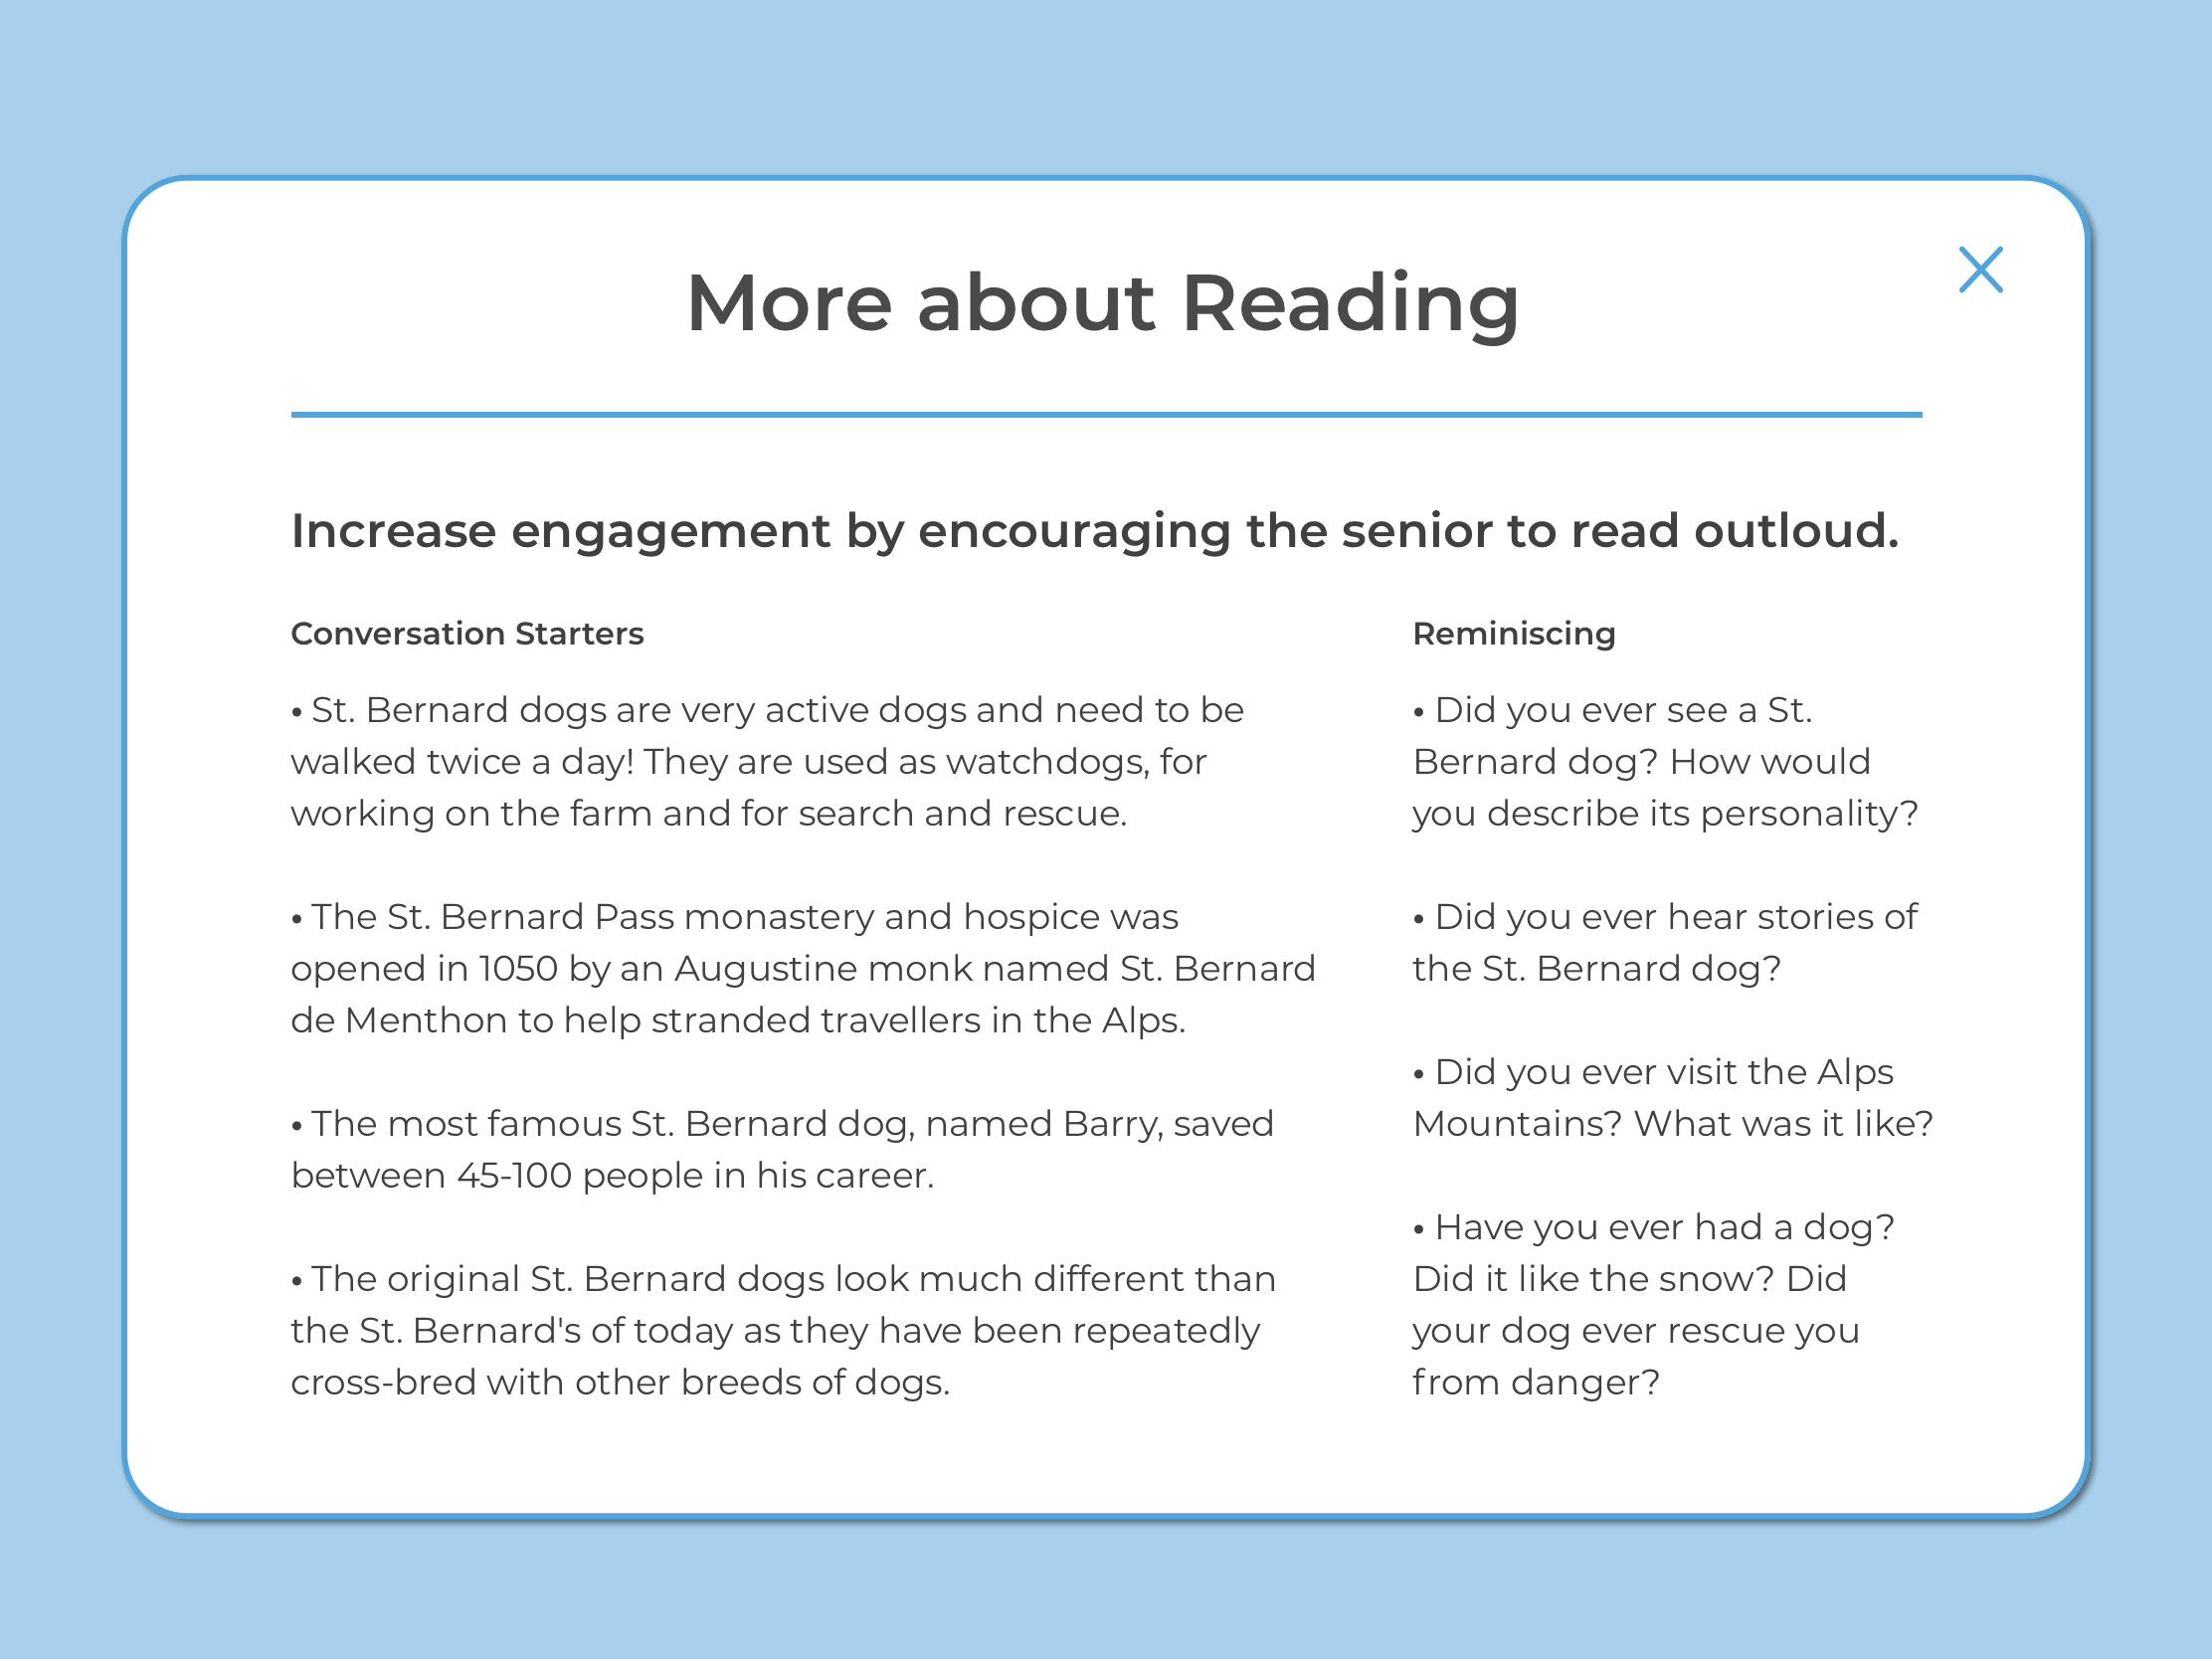 More about Reading
Increase engagement by encouraging the senior to read outloud.
Conversation Starters
• St. Bernard dogs are very active dogs and need to be
walked twice a day! They are used as watchdogs, for
working on the farm and for search and rescue.
• The St. Bernard Pass monastery and hospice was
opened in 1050 by an Augustine monk named St. Bernard
de Menthon to help stranded travellers in the Alps.
• The most famous St. Bernard dog, named Barry, saved
between 45-100 people in his career.
• The original St. Bernard dogs look much different than
the St. Bernard's of today as they have been repeatedly
cross-bred with other breeds of dogs.
Reminiscing
• Did you ever see a St.
Bernard dog? How would
you describe its personality?
• Did you ever hear stories of
the St. Bernard dog?
• Did you ever visit the Alps
Mountains? What was it like?
• Have you ever had a dog?
Did it like the snow? Did
your dog ever rescue you
from danger?